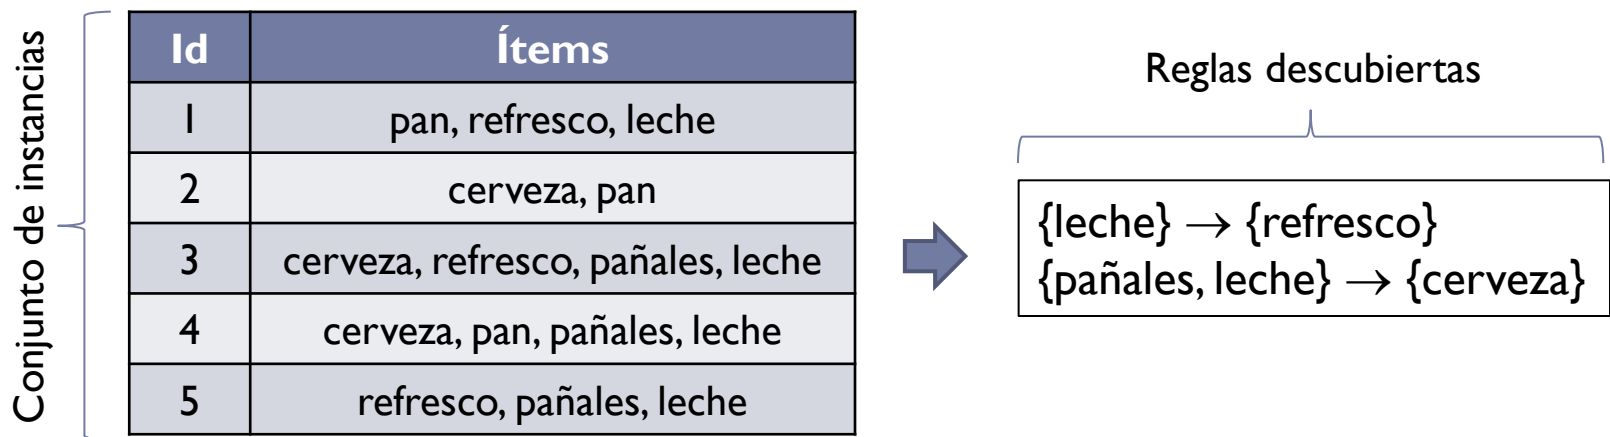 Conjunto de instancias
Id Ítems
1 pan, refresco, leche
2 cerveza, pan
3 cerveza, refresco, pañales, leche
4 cerveza, pan, pañales, leche
5 refresco, pañales, leche
Reglas descubiertas
{leche} → {refresco}
{pañales, leche} → {cerveza}